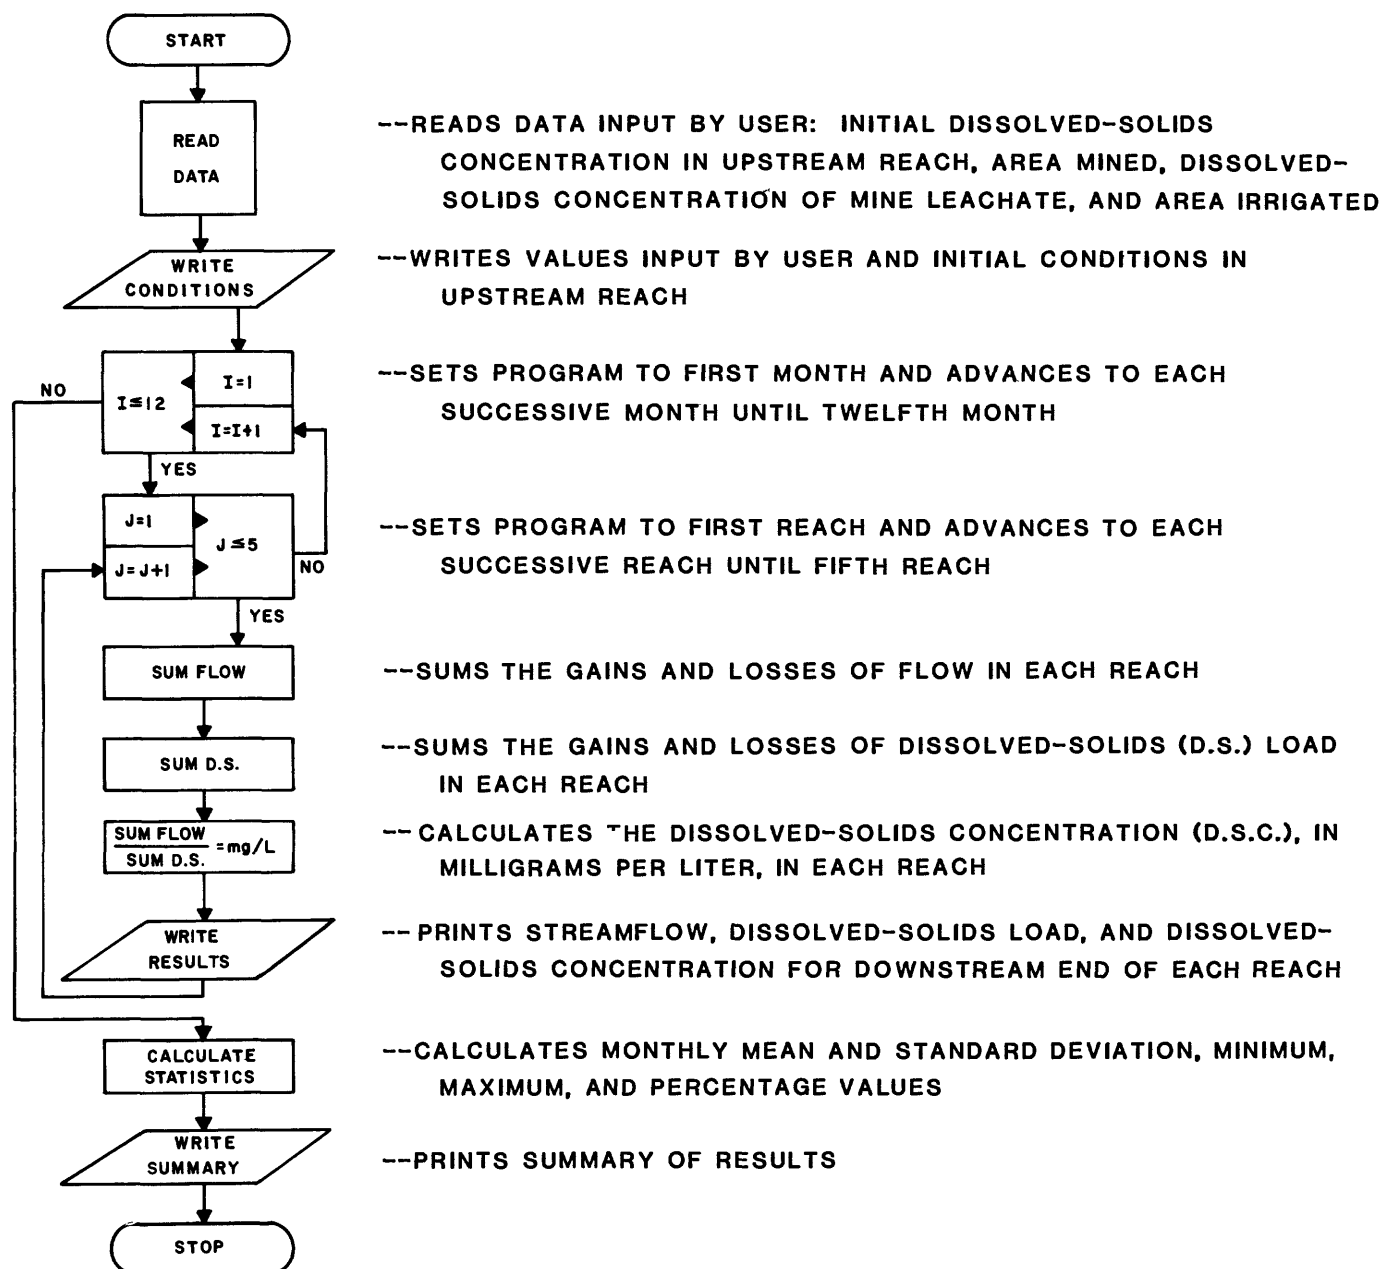 START
READ
DATA
--READS DATA INPUT BY USER: INITIAL DISSOLVED-SOLIDS
CONCENTRATION IN UPSTREAM REACH, AREA MINED, DISSOLVED-
SOLIDS CONCENTRATION OF MINE LEACHATE, AND AREA IRRIGATED
WRITE
CONDITIONS
--WRITES VALUES INPUT BY USER AND INITIAL CONDITIONS IN
UPSTREAM REACH
NO
I≤12
I=1
I=I+1
YES
--SETS PROGRAM TO FIRST MONTH AND ADVANCES TO EACH
SUCCESSIVE MONTH UNTIL TWELFTH MONTH
J=1
J=J+1
J≤5
NO
YES
--SETS PROGRAM TO FIRST REACH AND ADVANCES TO EACH
SUCCESSIVE REACH UNTIL FIFTH REACH
SUM FLOW
--SUMS THE GAINS AND LOSSES OF FLOW IN EACH REACH
SUM D.S.
--SUMS THE GAINS AND LOSSES OF DISSOLVED-SOLIDS (D.S.) LOAD
IN EACH REACH
SUM FLOW
SUM D.S.
=mg/L
--CALCULATES THE DISSOLVED-SOLIDS CONCENTRATION (D.S.C.), IN
MILLIGRAMS PER LITER, IN EACH REACH
WRITE
RESULTS
--PRINTS STREAMFLOW, DISSOLVED-SOLIDS LOAD, AND DISSOLVED-
SOLIDS CONCENTRATION FOR DOWNSTREAM END OF EACH REACH
CALCULATE
STATISTICS
--CALCULATES MONTHLY MEAN AND STANDARD DEVIATION, MINIMUM,
MAXIMUM, AND PERCENTAGE VALUES
WRITE
SUMMARY
--PRINTS SUMMARY OF RESULTS
STOP